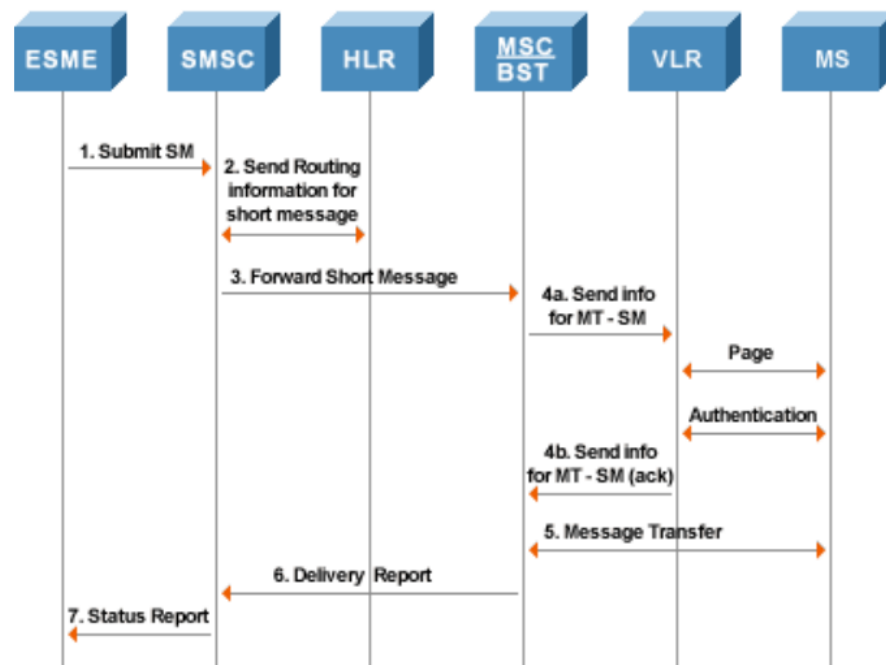 ESME
SMSC
HLR
MSC
BST
VLR
MS
1. Submit SM
2. Send Routing
information for
short message
3. Forward Short Message
4a. Send info
for MT - SM
Page
Authentication
4b. Send info
for MT - SM (ack)
5. Message Transfer
6. Delivery Report
7. Status Report